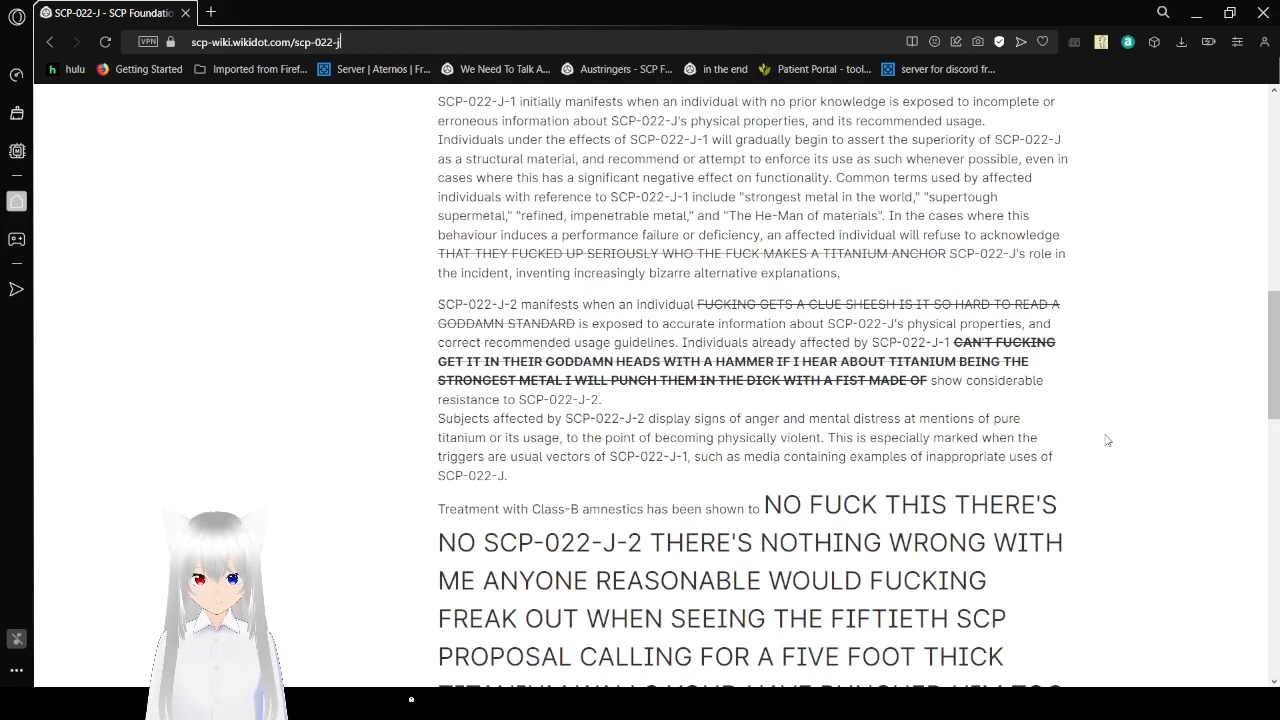 SCP-022-J - SCP Foundatio
VPN
scp-wiki.wikidot.com/scp-022-j
hulu
Getting Started
Imported from Firef...
Server | Aternos | Fr...
We Need To Talk A...
Austringers - SCP F...
in the end
Patient Portal - tool...
server for discord fr...
SCP-022-J-1 initially manifests when an individual with no prior knowledge is exposed to incomplete or
erroneous information about SCP-022-J's physical properties, and its recommended usage.
Individuals under the effects of SCP-022-J-1 will gradually begin to assert the superiority of SCP-022-J
as a structural material, and recommend or attempt to enforce its use as such whenever possible, even in
cases where this has a significant negative effect on functionality. Common terms used by affected
individuals with reference to SCP-022-J-1 include "strongest metal in the world," "supertough
supermetal," "refined, impenetrable metal," and "The He-Man of materials". In the cases where this
behaviour induces a performance failure or deficiency, an affected individual will refuse to acknowledge
THAT THEY FUCKED UP SERIOUSLY WHO THE FUCK MAKES A TITANIUM ANCHOR SCP-022-J's role in
the incident, inventing increasingly bizarre alternative explanations.
SCP-022-J-2 manifests when an individual FUCKING GETS A CLUE SHEESH IS IT SO HARD TO READ A
GODDAMN STANDARD is exposed to accurate information about SCP-022-J's physical properties, and
correct recommended usage guidelines. Individuals already affected by SCP-022-J-1 CAN'T FUCKING
GET IT IN THEIR GODDAMN HEADS WITH A HAMMER IF I HEAR ABOUT TITANIUM BEING THE
STRONGEST METAL I WILL PUNCH THEM IN THE DICK WITH A FIST MADE OF show considerable
resistance to SCP-022-J-2.
Subjects affected by SCP-022-J-2 display signs of anger and mental distress at mentions of pure
titanium or its usage, to the point of becoming physically violent. This is especially marked when the
triggers are usual vectors of SCP-022-J-1, such as media containing examples of inappropriate uses of
SCP-022-J.
Treatment with Class-B amnestics has been shown to NO FUCK THIS THERE'S
NO SCP-022-J-2 THERE'S NOTHING WRONG WITH
ME ANYONE REASONABLE WOULD FUCKING
FREAK OUT WHEN SEEING THE FIFTIETH SCP
PROPOSAL CALLING FOR A FIVE FOOT THICK